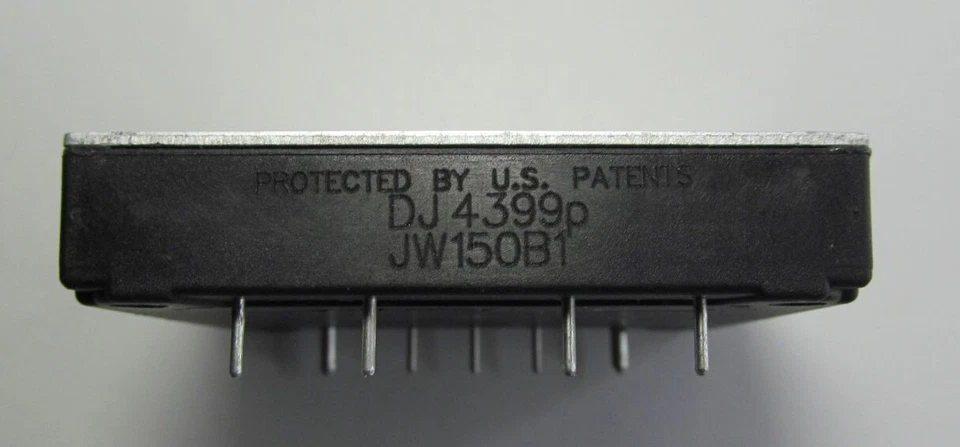 PROTECTED BY U.S. PATENTS
DJ 4399p
JW150B1